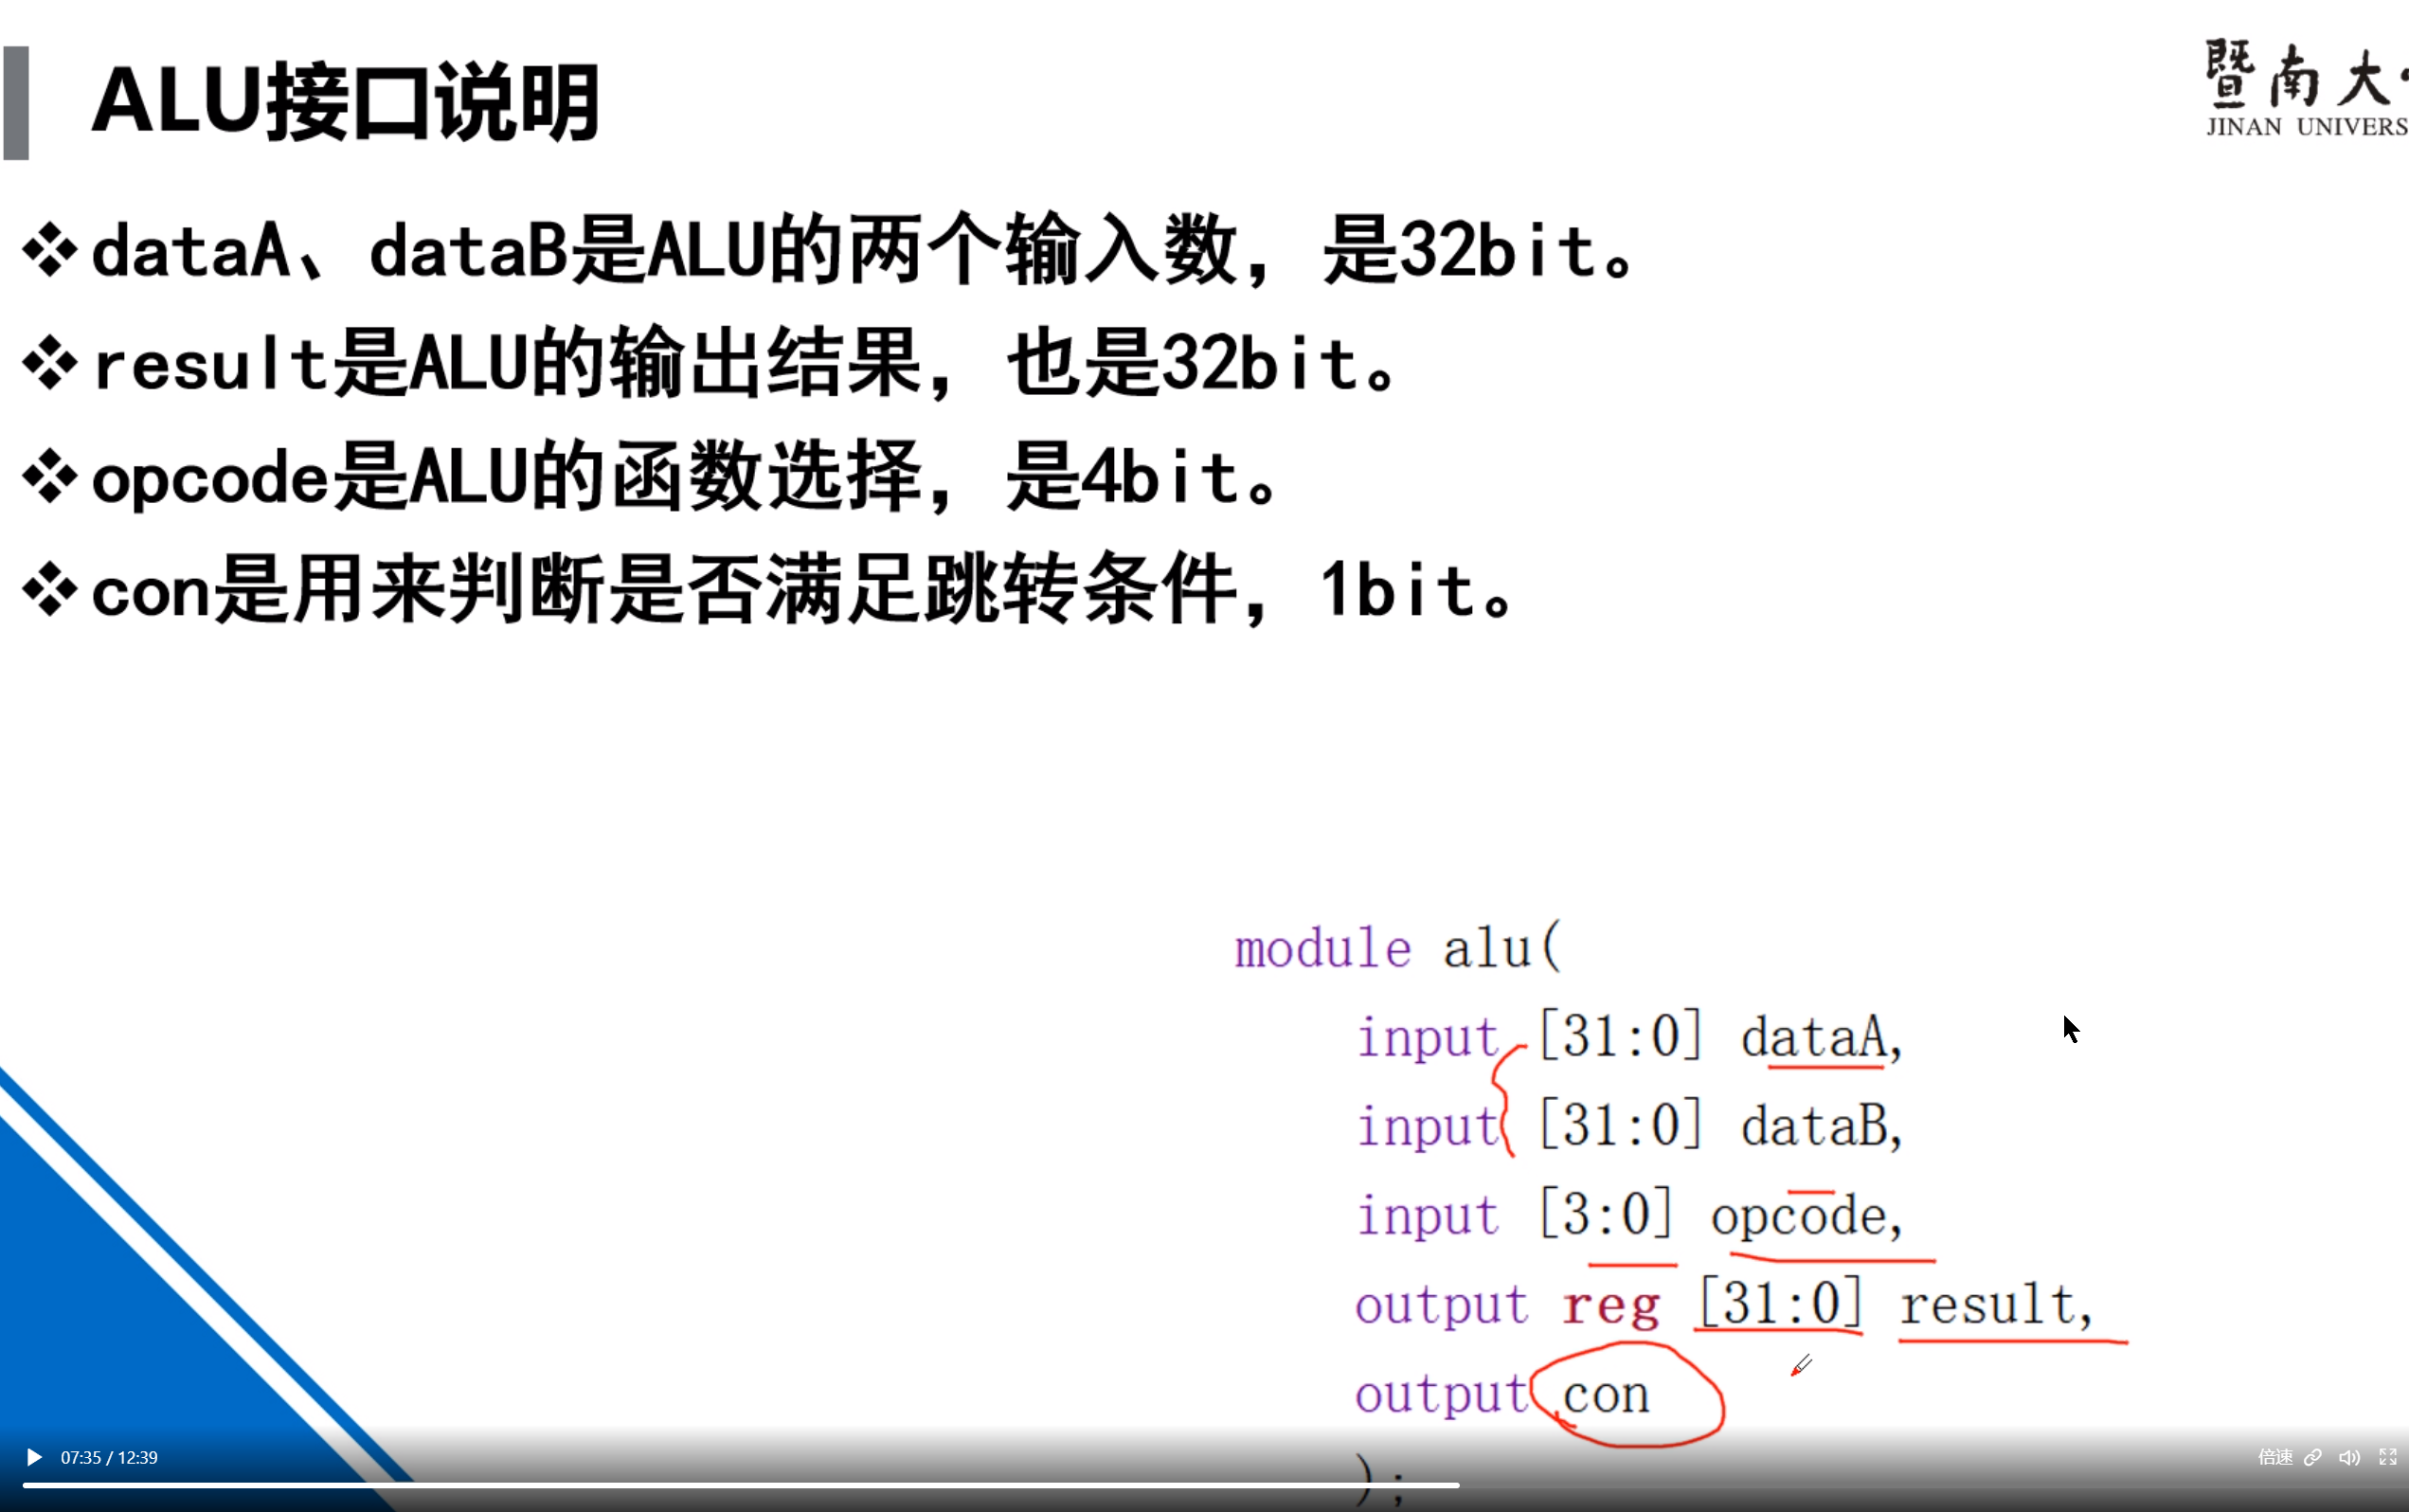 ALU接口说明
暨南大
JINAN UNIVERS
dataA、dataB是ALU的两个输入数，是32bit。
result是ALU的输出结果，也是32bit。
opcode是ALU的函数选择，是4bit。
con是用来判断是否满足跳转条件，1bit。
module alu(
input [31:0] dataA,
input [31:0] dataB,
input [3:0] opcode,
output reg [31:0] result,
output con
);
07:35 / 12:39
倍速